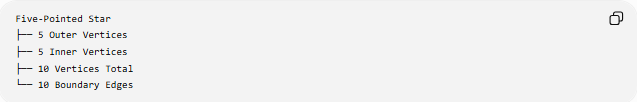 Five-Pointed Star
├── 5 Outer Vertices
├── 5 Inner Vertices
├── 10 Vertices Total
└── 10 Boundary Edges